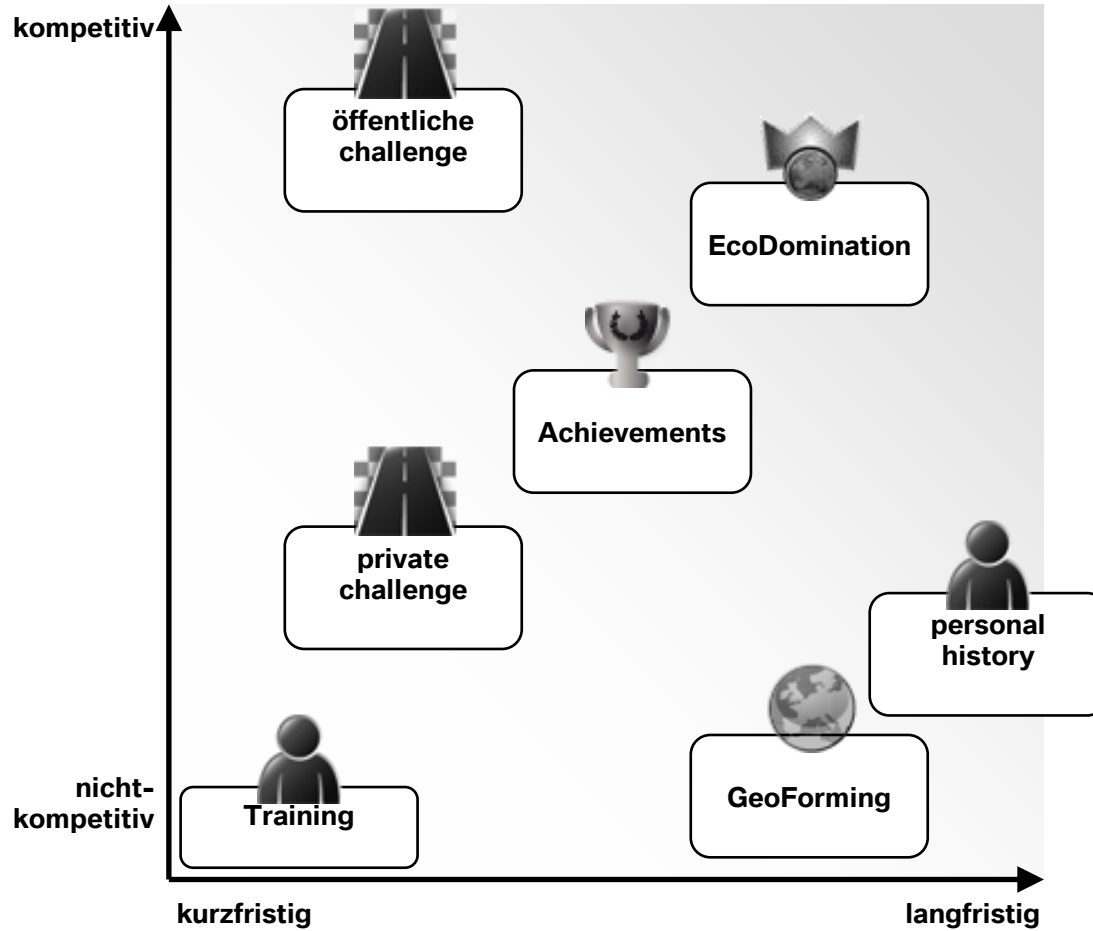 kompetitiv
öffentliche
challenge
EcoDomination
Achievements
private
challenge
personal
history
nicht-
kompetitiv
Training
GeoForming
kurzfristig
langfristig